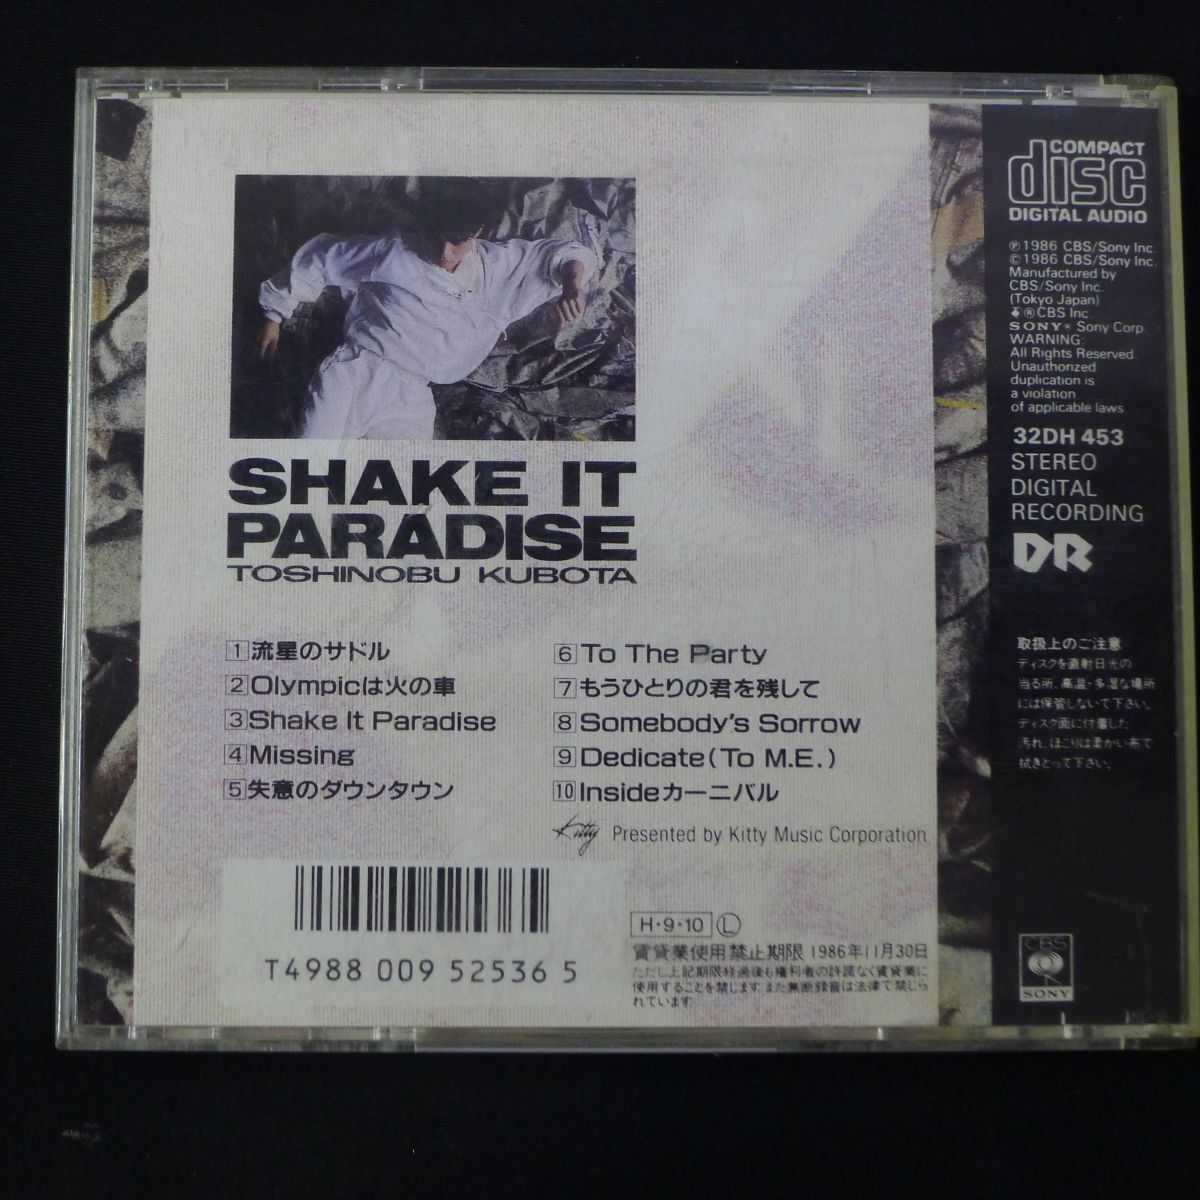 SHAKE IT
PARADISE
TOSHINOBU KUBOTA
1 流星のサドル
2 Olympicは火の車
3 Shake It Paradise
4 Missing
5 失意のダウンタウン
6 To The Party
7 もうひとりの君を残して
8 Somebody's Sorrow
9 Dedicate (To M.E.)
10 Insideカーニバル
Kitty Presented by Kitty Music Corporation
T4988 009 52536 5
H・9・10 L
賃貸業使用禁止期限 1986年11月30日
ただし上記期限経過後も権利者の許諾なく賃貸業に
使用することを禁じます。また無断録音は法律で禁じら
れています。
COMPACT
disc
DIGITAL AUDIO
℗1986 CBS/Sony Inc.
©1986 CBS/Sony Inc.
Manufactured by
CBS/Sony Inc.
(Tokyo Japan)
®CBS Inc.
SONY® Sony Corp.
WARNING:
All Rights Reserved
Unauthorized
duplication is
a violation
of applicable laws
32DH 453
STEREO
DIGITAL
RECORDING
DR
取扱上のご注意
ディスクを直射日光の
当る所、高温・多湿な場所
には保管しないで下さい。
ディスク面に付着した
汚れ、ほこりは柔かい布で
拭きとって下さい。
CBS
SONY